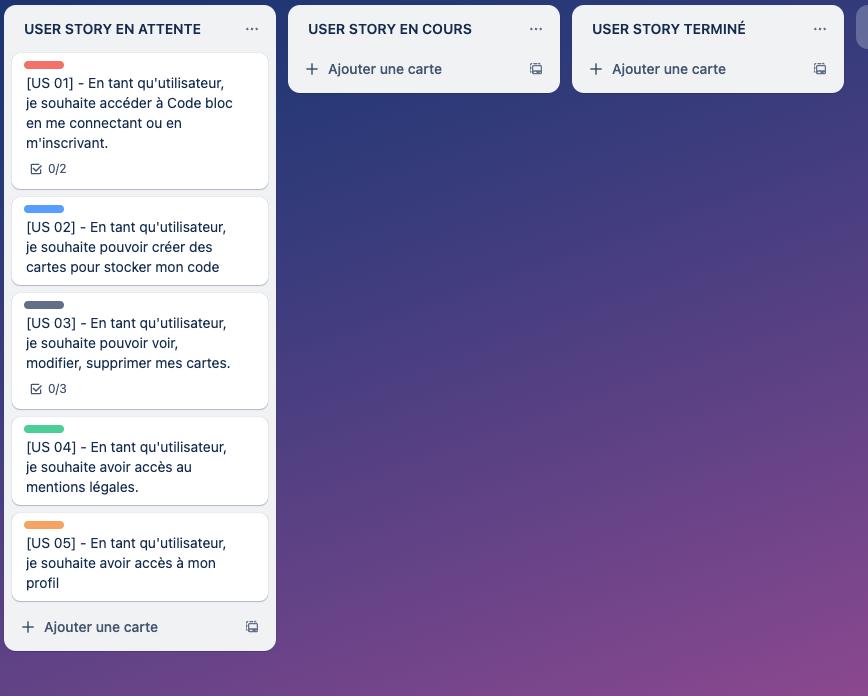 USER STORY EN ATTENTE
[US 01] - En tant qu'utilisateur,
je souhaite accéder à Code bloc
en me connectant ou en
m'inscrivant.
0/2
[US 02] - En tant qu'utilisateur,
je souhaite pouvoir créer des
cartes pour stocker mon code
[US 03] - En tant qu'utilisateur,
je souhaite pouvoir voir,
modifier, supprimer mes cartes.
0/3
[US 04] - En tant qu'utilisateur,
je souhaite avoir accès au
mentions légales.
[US 05] - En tant qu'utilisateur,
je souhaite avoir accès à mon
profil
Ajouter une carte
USER STORY EN COURS
Ajouter une carte
USER STORY TERMINÉ
Ajouter une carte